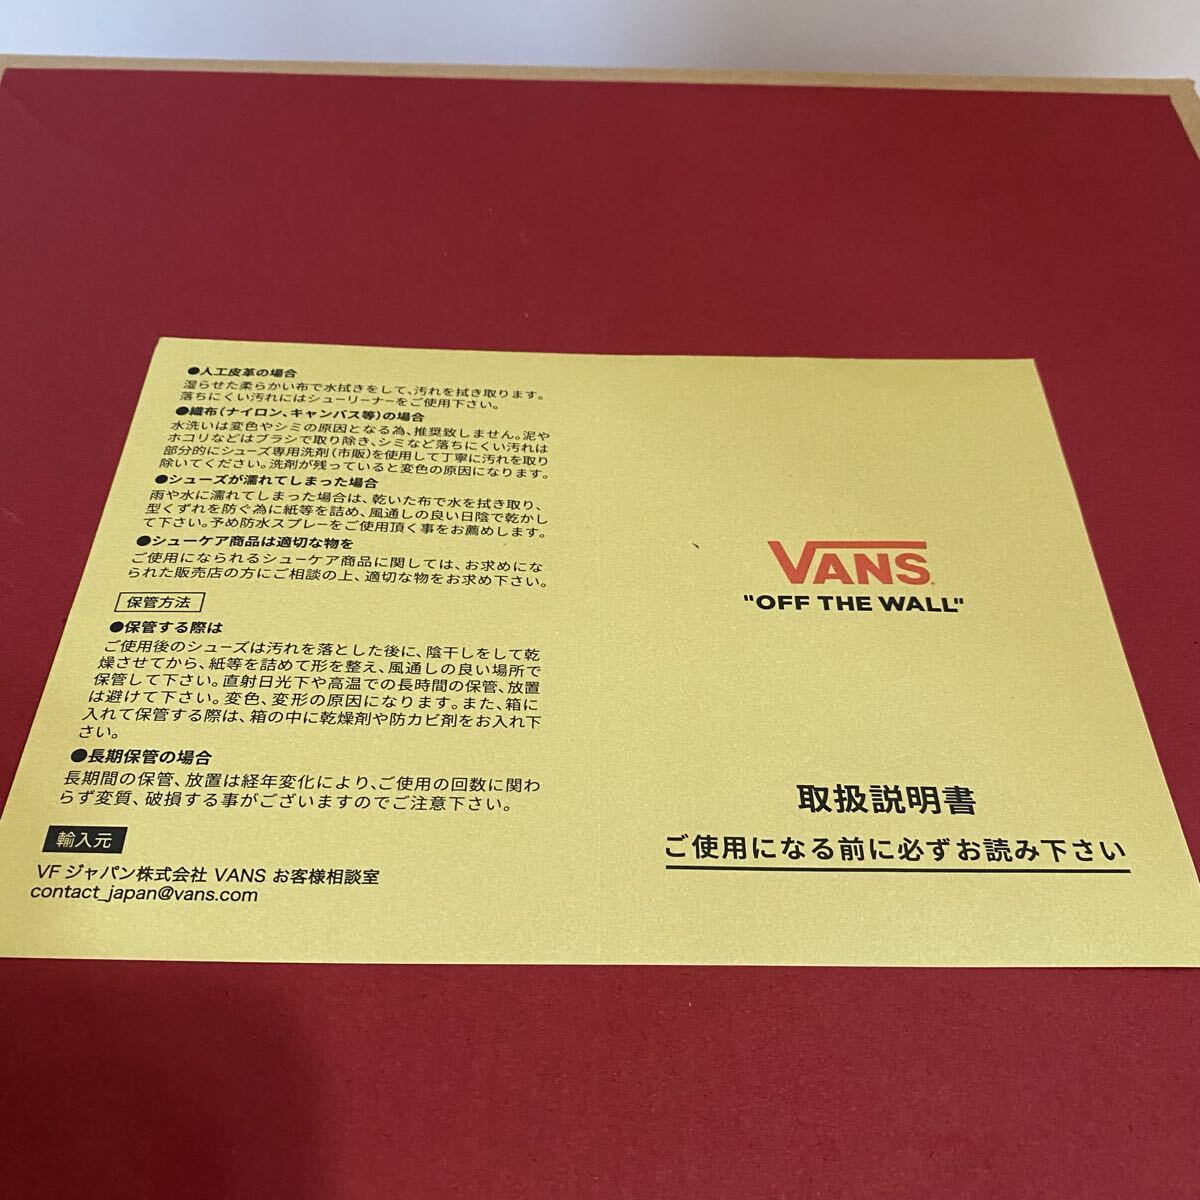 ●人工皮革の場合
湿らせた柔らかい布で水拭きをして、汚れを拭き取ります。
落ちにくい汚れにはシューリーナーをご使用下さい。
●織布(ナイロン、キャンバス等)の場合
水洗いは変色やシミの原因となる為、推奨致しません。泥や
ホコリなどはブラシで取り除き、シミなど落ちにくい汚れは
部分的にシューズ専用洗剤(市販)を使用して丁寧に汚れを取り
除いてください。洗剤が残っていると変色の原因になります。
●シューズが濡れてしまった場合
雨や水に濡れてしまった場合は、乾いた布で水を拭き取り、
型くずれを防ぐ為に紙等を詰め、風通しの良い日陰で乾かし
て下さい。予め防水スプレーをご使用頂く事をお薦めします。
●シューケア商品は適切な物を
ご使用になられるシューケア商品に関しては、お求めにな
られた販売店の方にご相談の上、適切な物をお求め下さい。
保管方法
●保管する際は
ご使用後のシューズは汚れを落とした後に、陰干しをして乾
燥させてから、紙等を詰めて形を整え、風通しの良い場所で
保管して下さい。直射日光下や高温での長時間の保管、放置
は避けて下さい。変色、変形の原因になります。また、箱に
入れて保管する際は、箱の中に乾燥剤や防カビ剤をお入れ下
さい。
●長期保管の場合
長期間の保管、放置は経年変化により、ご使用の回数に関わ
らず変質、破損する事がございますのでご注意下さい。
輸入元
VF ジャパン株式会社 VANS お客様相談室
contact_japan@vans.com
VANS
"OFF THE WALL"
取扱説明書
ご使用になる前に必ずお読み下さい